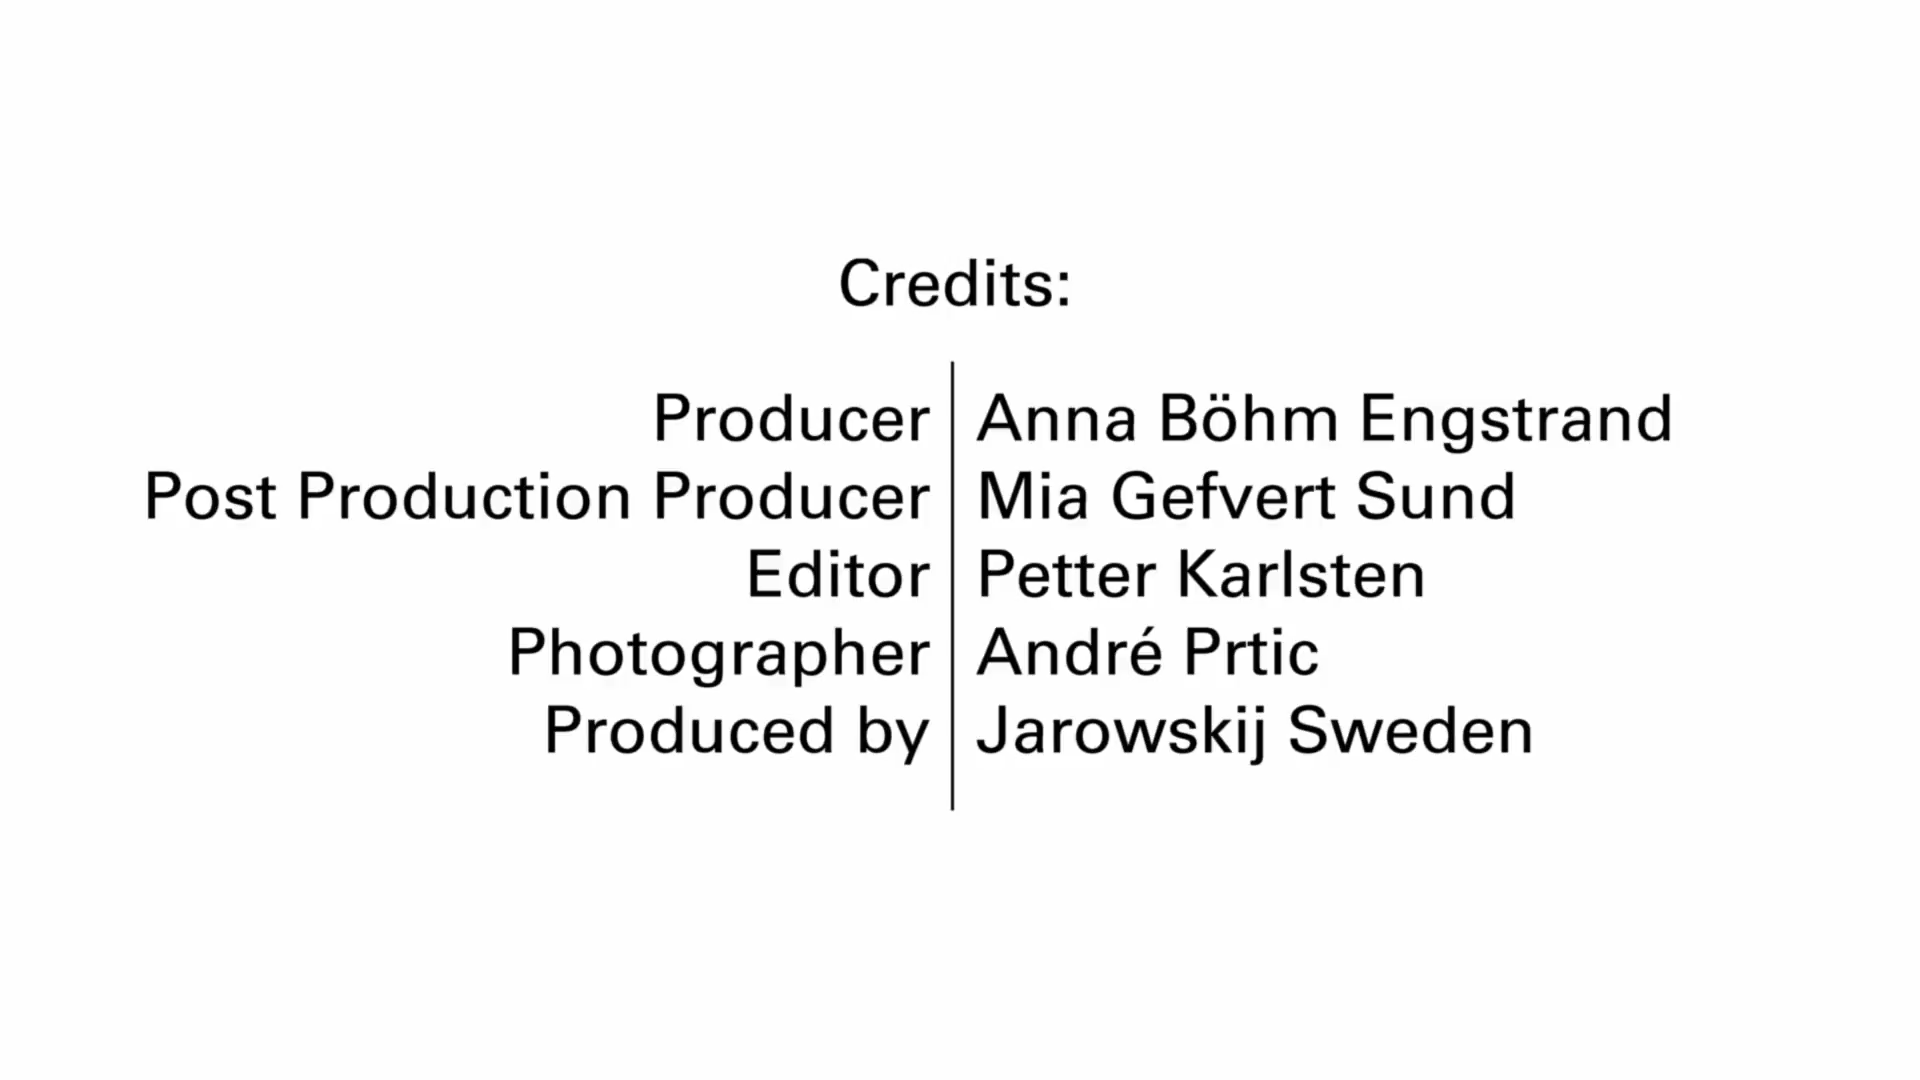 Credits:
Producer Anna Böhm Engstrand
Post Production Producer Mia Gefvert Sund
Editor Petter Karlsten
Photographer André Prtic
Produced by Jarowskij Sweden